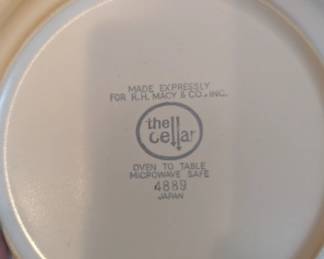 MADE EXPRESSLY
FOR R.H. MACY & CO., INC.
the
cellar
OVEN TO TABLE
MICROWAVE SAFE
4889
JAPAN